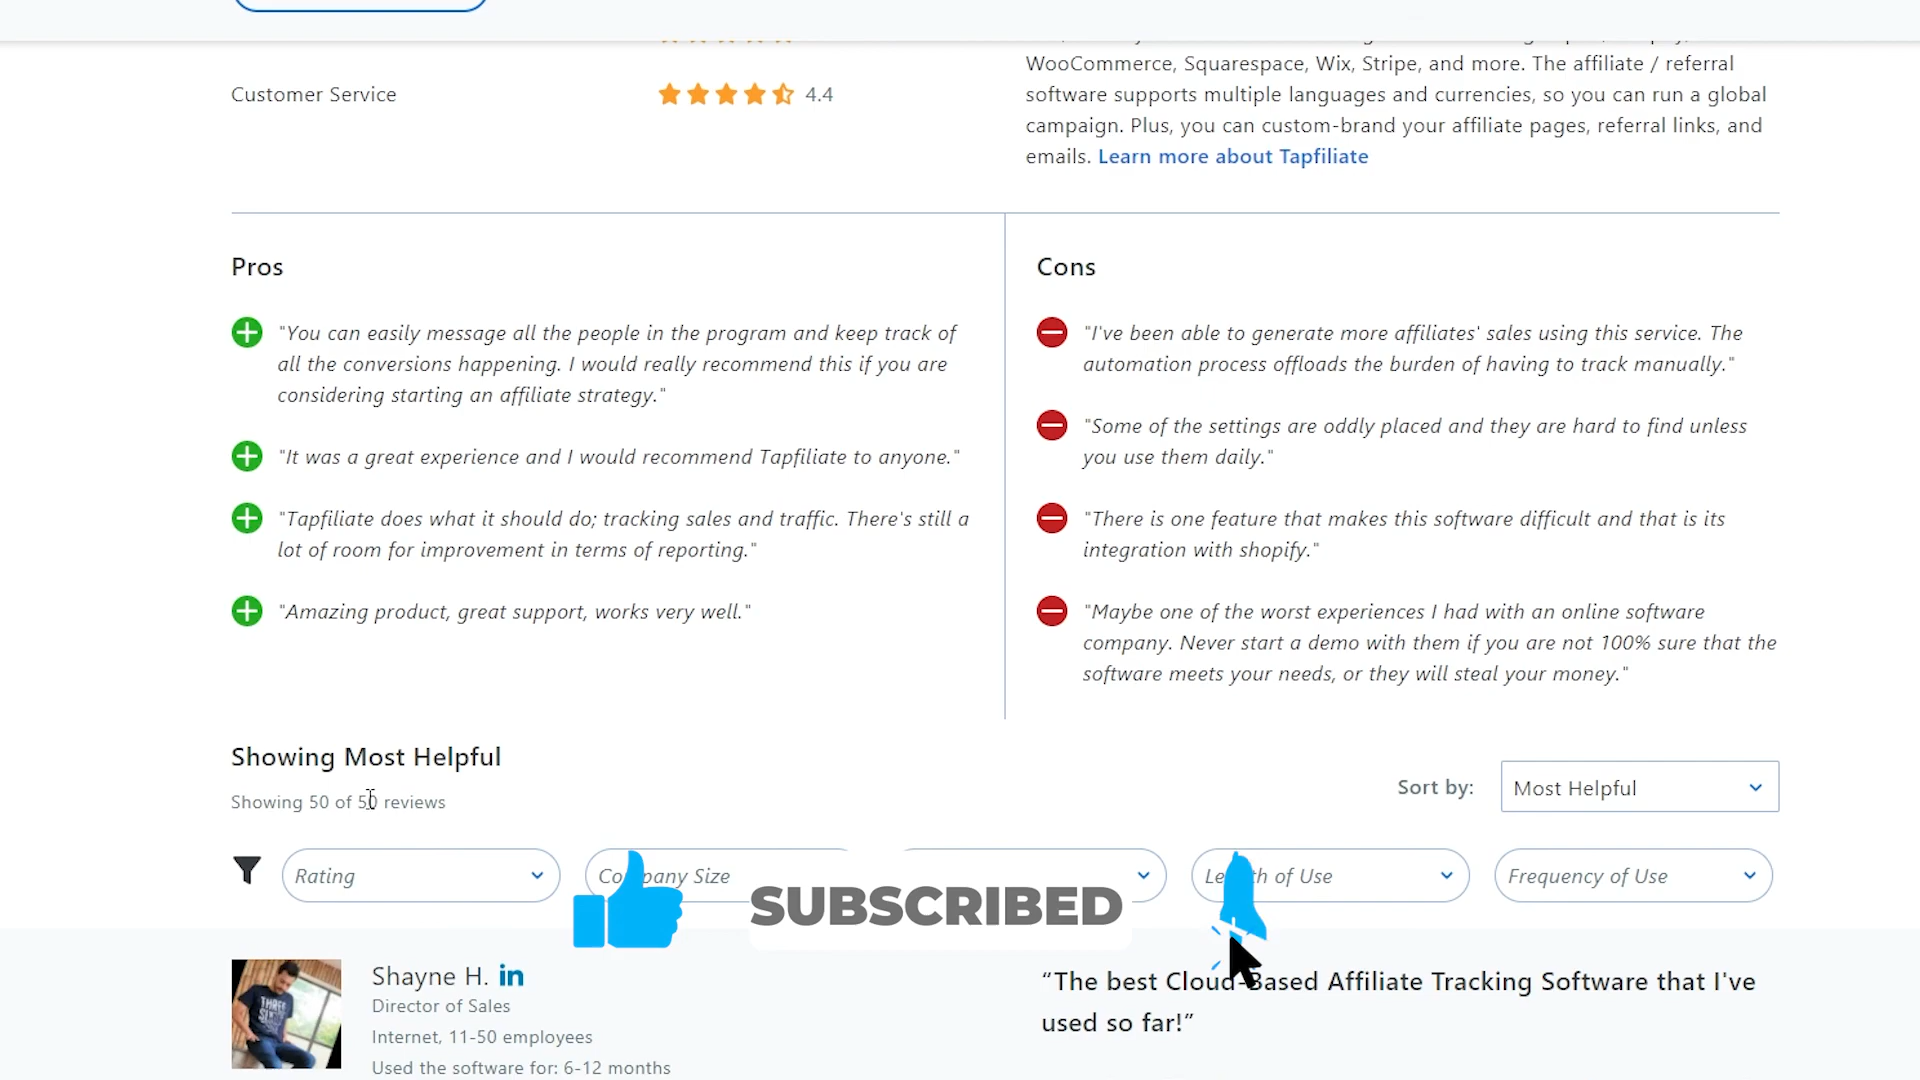 WooCommerce, Squarespace, Wix, Stripe, and more. The affiliate / referral
Customer Service 4.4
software supports multiple languages and currencies, so you can run a global
campaign. Plus, you can custom-brand your affiliate pages, referral links, and
emails. Learn more about Tapfiliate
Pros
"You can easily message all the people in the program and keep track of
all the conversions happening. I would really recommend this if you are
considering starting an affiliate strategy."
"It was a great experience and I would recommend Tapfiliate to anyone."
"Tapfiliate does what it should do; tracking sales and traffic. There's still a
lot of room for improvement in terms of reporting."
"Amazing product, great support, works very well."
Cons
"I've been able to generate more affiliates' sales using this service. The
automation process offloads the burden of having to track manually."
"Some of the settings are oddly placed and they are hard to find unless
you use them daily."
"There is one feature that makes this software difficult and that is its
integration with shopify."
"Maybe one of the worst experiences I had with an online software
company. Never start a demo with them if you are not 100% sure that the
software meets your needs, or they will steal your money."
Showing Most Helpful
Showing 50 of 50 reviews
Sort by: Most Helpful
Rating
Company Size
Length of Use
Frequency of Use
SUBSCRIBED
Shayne H. in
Director of Sales
Internet, 11-50 employees
Used the software for: 6-12 months
“The best Cloud-Based Affiliate Tracking Software that I've
used so far!”